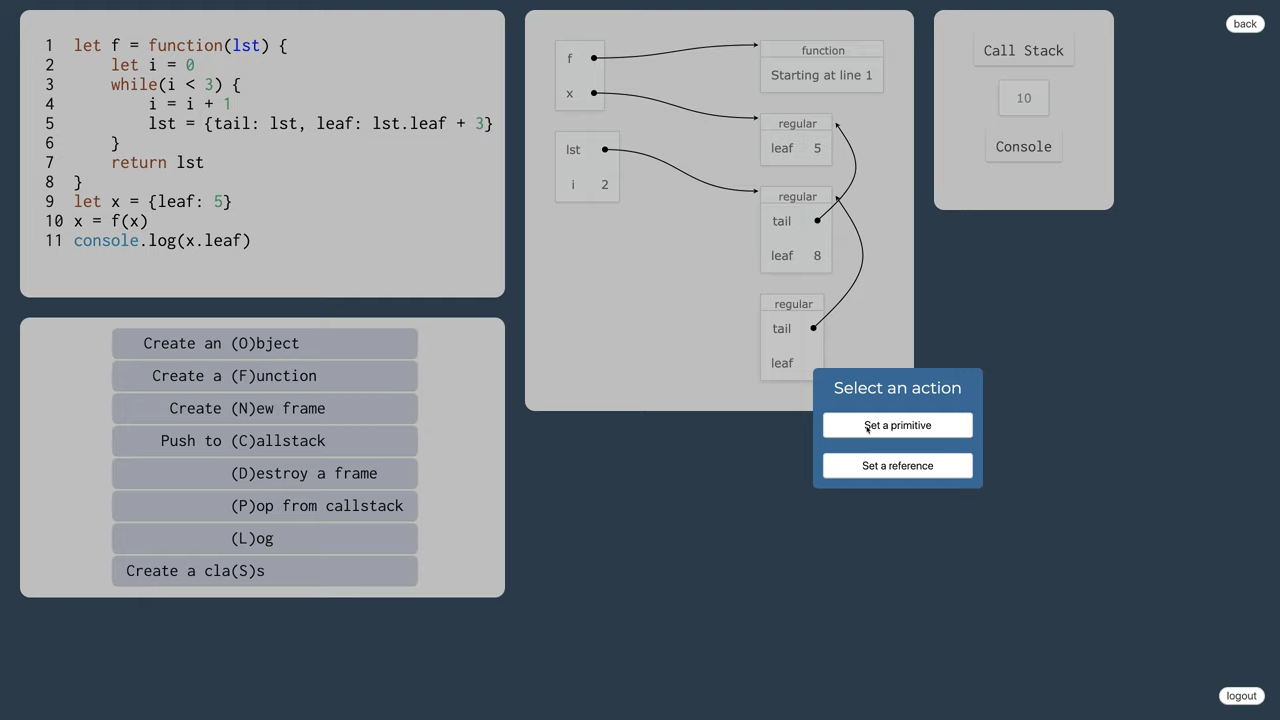 1 let f = function(lst) {
2 let i = 0
3 while(i < 3) {
4 i = i + 1
5 lst = {tail: lst, leaf: lst.leaf + 3}
6 }
7 return lst
8 }
9 let x = {leaf: 5}
10 x = f(x)
11 console.log(x.leaf)
Create an (O)bject
Create a (F)unction
Create (N)ew frame
Push to (C)allstack
(D)estroy a frame
(P)op from callstack
(L)og
Create a cla(S)s
f
x
lst
i 2
function
Starting at line 1
regular
leaf 5
regular
tail
leaf 8
regular
tail
leaf
Select an action
Set a primitive
Set a reference
Call Stack
10
Console
back
logout